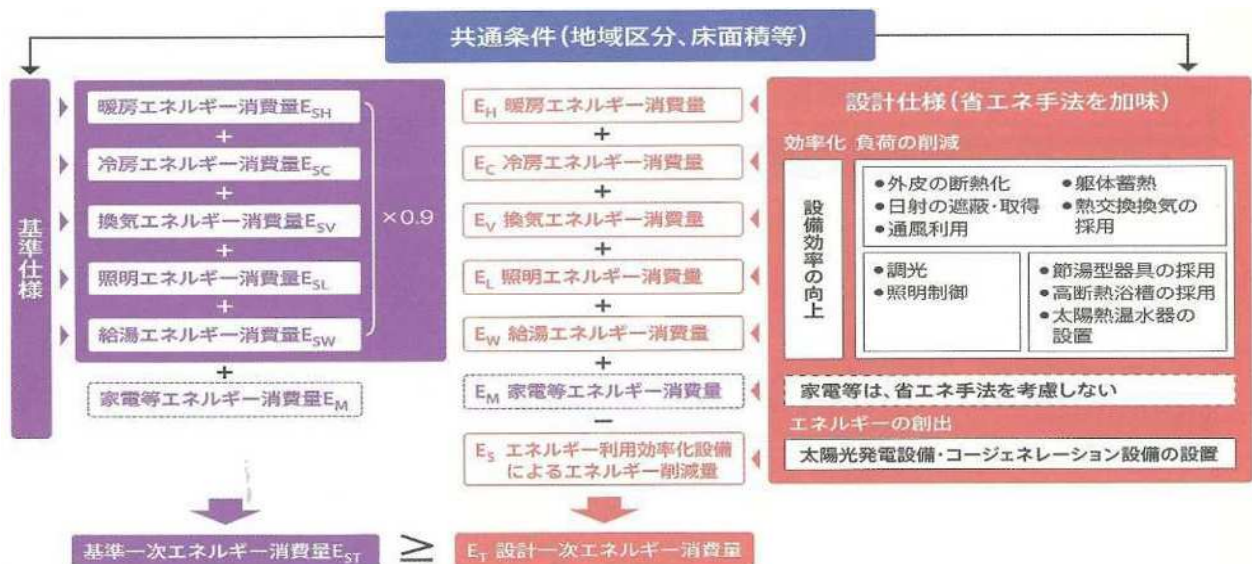 共通条件(地域区分、床面積等)
基準仕様
暖房エネルギー消費量E_SH
+
冷房エネルギー消費量E_SC
+
換気エネルギー消費量E_SV
+
照明エネルギー消費量E_SL
+
給湯エネルギー消費量E_SW
×0.9
+
家電等エネルギー消費量E_M
基準一次エネルギー消費量E_ST
≥
E_H 暖房エネルギー消費量
+
E_C 冷房エネルギー消費量
+
E_V 換気エネルギー消費量
+
E_L 照明エネルギー消費量
+
E_W 給湯エネルギー消費量
+
E_M 家電等エネルギー消費量
−
E_S エネルギー利用効率化設備
によるエネルギー削減量
E_T 設計一次エネルギー消費量
設計仕様(省エネ手法を加味)
効率化 負荷の削減
設備効率の向上
●外皮の断熱化
●日射の遮蔽・取得
●通風利用
●躯体蓄熱
●熱交換換気の
採用
●調光
●照明制御
●節湯型器具の採用
●高断熱浴槽の採用
●太陽熱温水器の
設置
家電等は、省エネ手法を考慮しない
エネルギーの創出
太陽光発電設備・コージェネレーション設備の設置